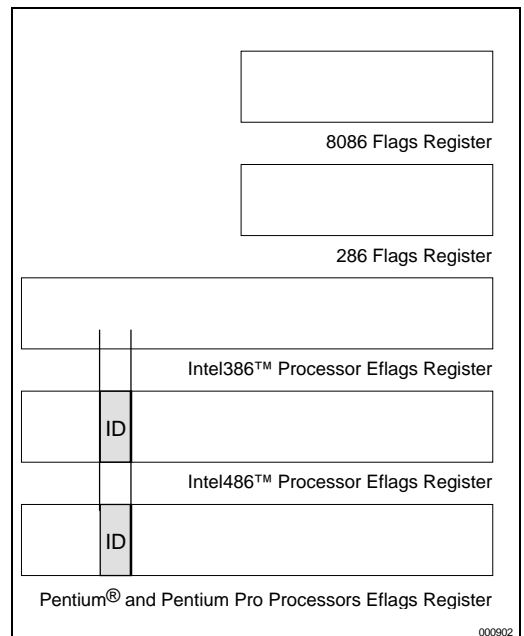 8086 Flags Register
286 Flags Register
Intel386™ Processor Eflags Register
ID
Intel486™ Processor Eflags Register
ID
Pentium® and Pentium Pro Processors Eflags Register
000902